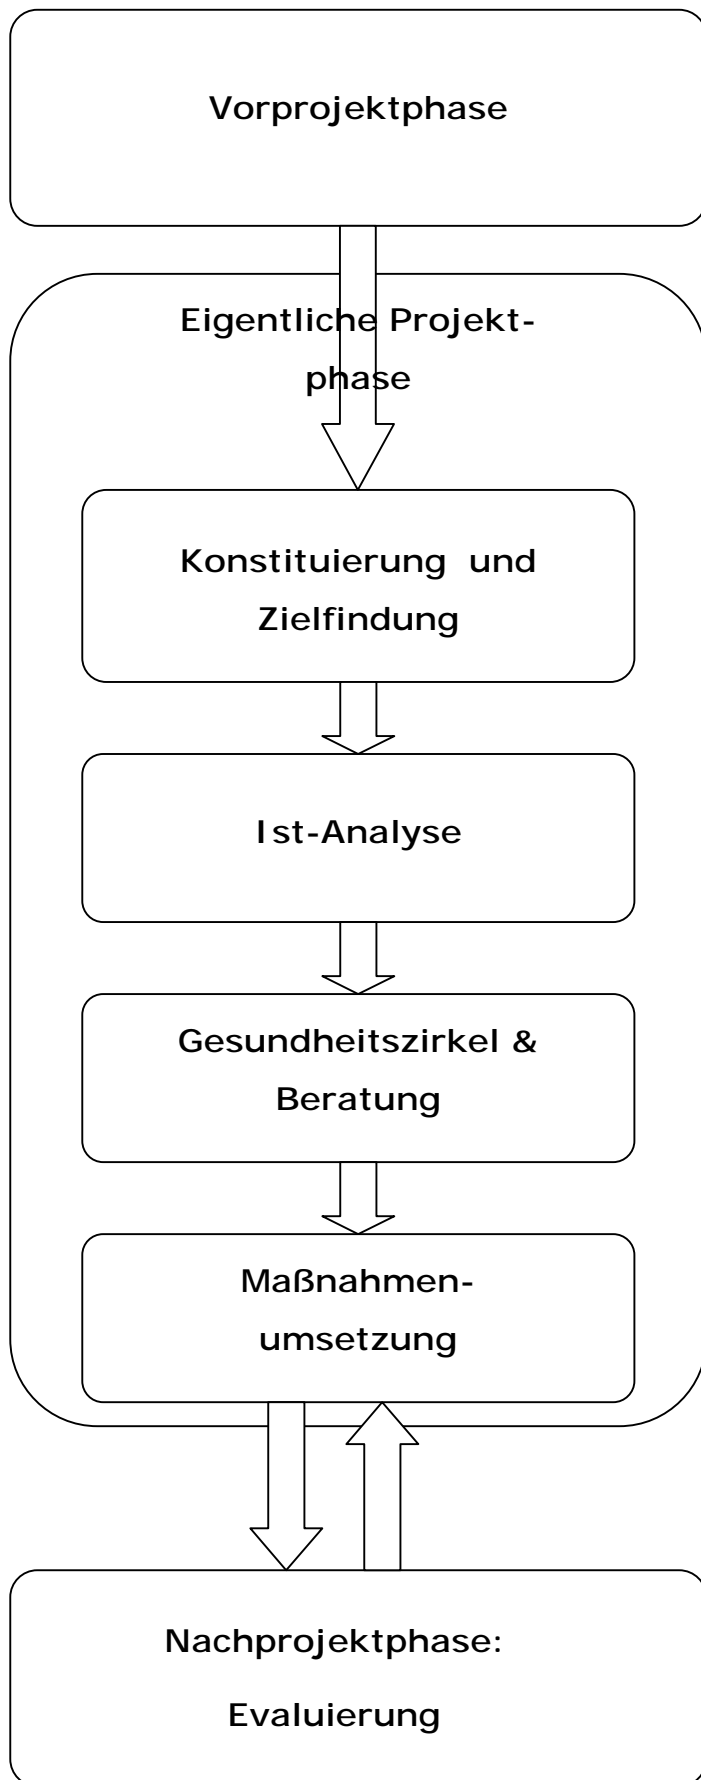 Vorprojektphase
Eigentliche Projekt-
phase
Konstituierung und
Zielfindung
Ist-Analyse
Gesundheitszirkel &
Beratung
Maßnahmen-
umsetzung
Nachprojektphase:
Evaluierung